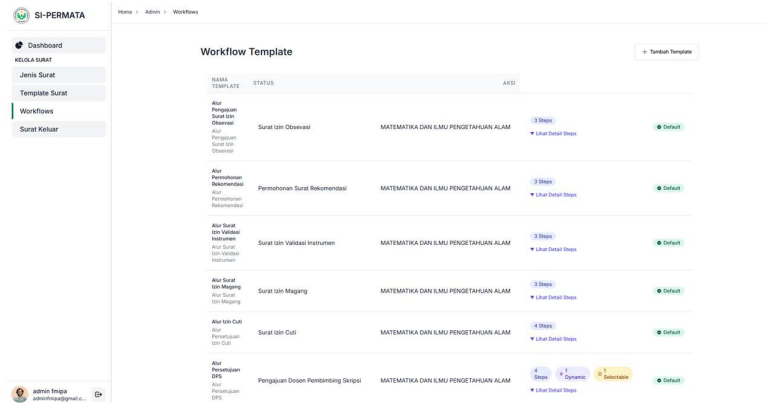 SI-PERMATA
Home > Admin > Workflows
Dashboard
KELOLA SURAT
Jenis Surat
Template Surat
Workflows
Surat Keluar
Workflow Template
+ Tambah Template
NAMA
TEMPLATE
STATUS
AKSI
Alur
Pengajuan
Surat Izin
Obsevasi
Alur
Pengajuan
Surat Izin
Obsevasi
Surat Izin Obsevasi
MATEMATIKA DAN ILMU PENGETAHUAN ALAM
3 Steps
▼ Lihat Detail Steps
Default
Alur
Permohonan
Rekomendasi
Alur
Permohonan
Rekomendasi
Permohonan Surat Rekomendasi
MATEMATIKA DAN ILMU PENGETAHUAN ALAM
3 Steps
▼ Lihat Detail Steps
Default
Alur Surat
Izin Validasi
Instrumen
Alur Surat
Izin Validasi
Instrumen
Surat Izin Validasi Instrumen
MATEMATIKA DAN ILMU PENGETAHUAN ALAM
3 Steps
▼ Lihat Detail Steps
Default
Alur Surat
Izin Magang
Alur Surat
Izin Magang
Surat Izin Magang
MATEMATIKA DAN ILMU PENGETAHUAN ALAM
3 Steps
▼ Lihat Detail Steps
Default
Alur Izin Cuti
Alur
Persetujuan
Izin Cuti
Surat Izin Cuti
MATEMATIKA DAN ILMU PENGETAHUAN ALAM
4 Steps
▼ Lihat Detail Steps
Default
Alur
Persetujuan
DPS
Alur
Persetujuan
DPS
Pengajuan Dosen Pembimbing Skripsi
MATEMATIKA DAN ILMU PENGETAHUAN ALAM
4
Steps
1
Dynamic
1
Selectable
▼ Lihat Detail Steps
Default
admin fmipa
adminfmipa@gmail.c...